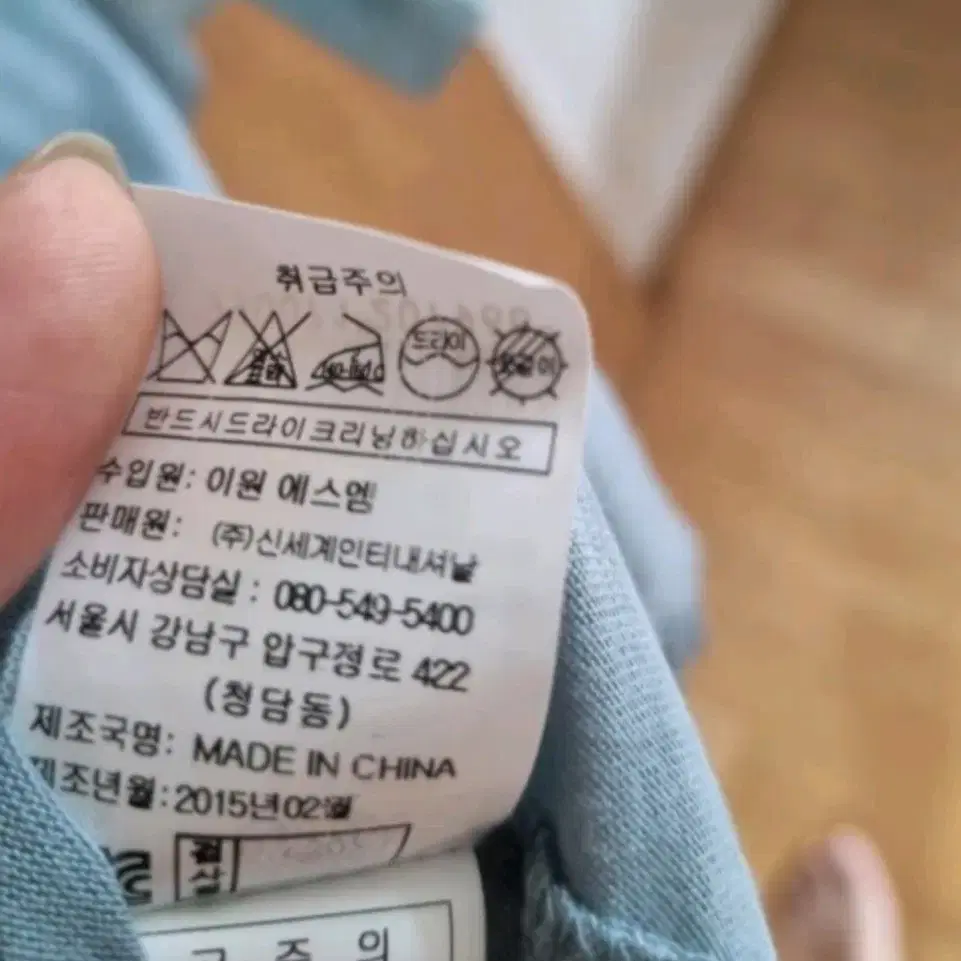 취급주의
드라이
반드시드라이크리닝하십시오
수입원: 이원 에스엠
판매원: (주)신세계인터내셔날
소비자상담실 : 080-549-5400
서울시 강남구 압구정로 422
(청담동)
제조국명: MADE IN CHINA
제조년월:2015년02월